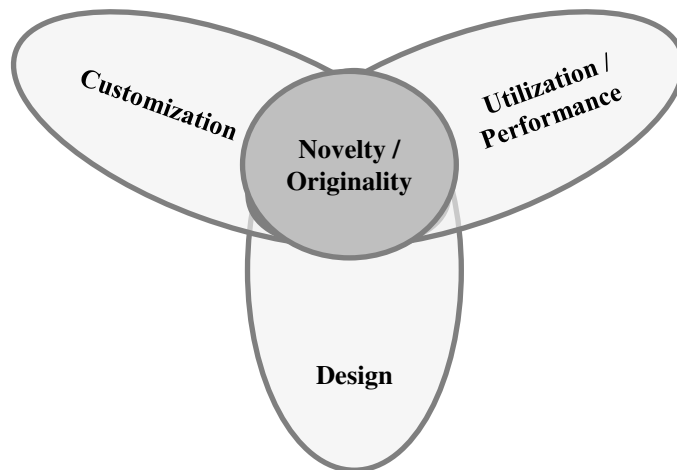 Customization
Utilization /
Performance
Novelty /
Originality
Design